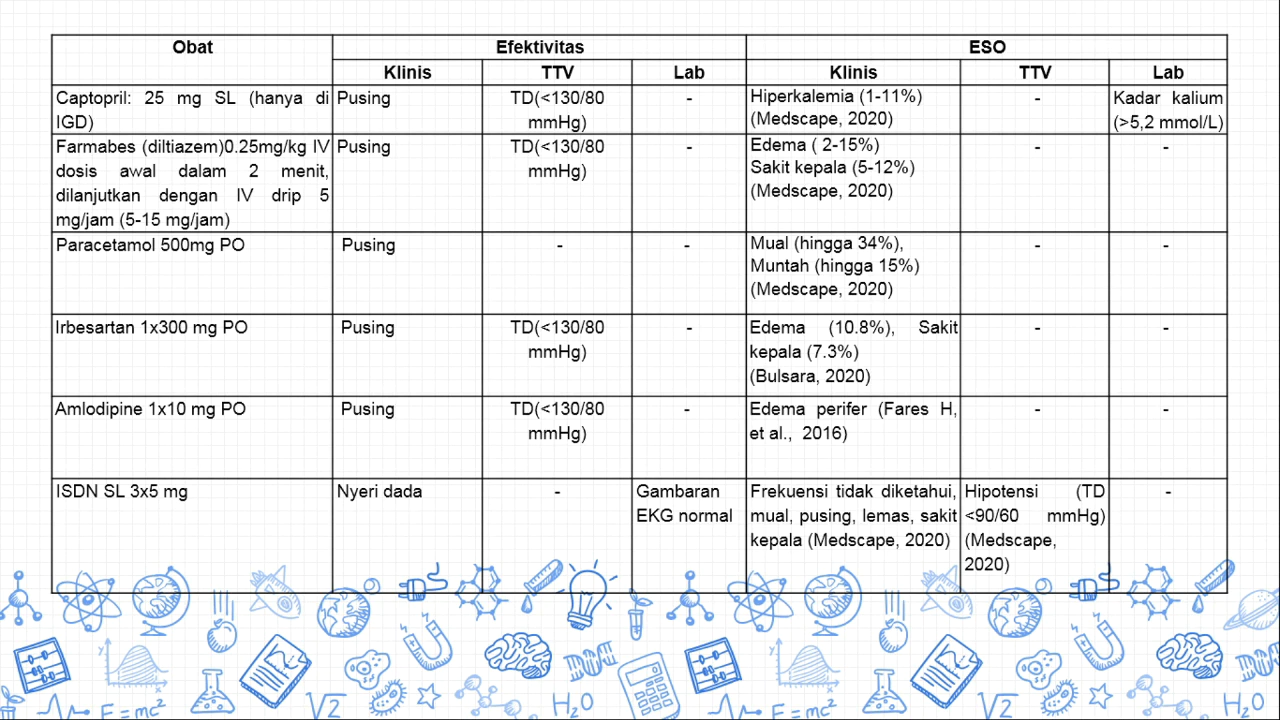 Obat Efektivitas ESO
Klinis TTV Lab Klinis TTV Lab
Captopril: 25 mg SL (hanya di
IGD)
Pusing
TD(<130/80
mmHg)
-
Hiperkalemia (1-11%)
(Medscape, 2020)
-
Kadar kalium
(>5,2 mmol/L)
Farmabes (diltiazem)0.25mg/kg IV
dosis awal dalam 2 menit,
dilanjutkan dengan IV drip 5
mg/jam (5-15 mg/jam)
Pusing
TD(<130/80
mmHg)
-
Edema ( 2-15%)
Sakit kepala (5-12%)
(Medscape, 2020)
-
-
Paracetamol 500mg PO
Pusing
-
-
Mual (hingga 34%),
Muntah (hingga 15%)
(Medscape, 2020)
-
-
Irbesartan 1x300 mg PO
Pusing
TD(<130/80
mmHg)
-
Edema (10.8%), Sakit
kepala (7.3%)
(Bulsara, 2020)
-
-
Amlodipine 1x10 mg PO
Pusing
TD(<130/80
mmHg)
-
Edema perifer (Fares H,
et al., 2016)
-
-
ISDN SL 3x5 mg
Nyeri dada
-
Gambaran
EKG normal
Frekuensi tidak diketahui,
mual, pusing, lemas, sakit
kepala (Medscape, 2020)
Hipotensi (TD
<90/60 mmHg)
(Medscape,
2020)
-
y
x
y
x
E=mc²
√2
H₂O
E=mc²
√2
H₂O